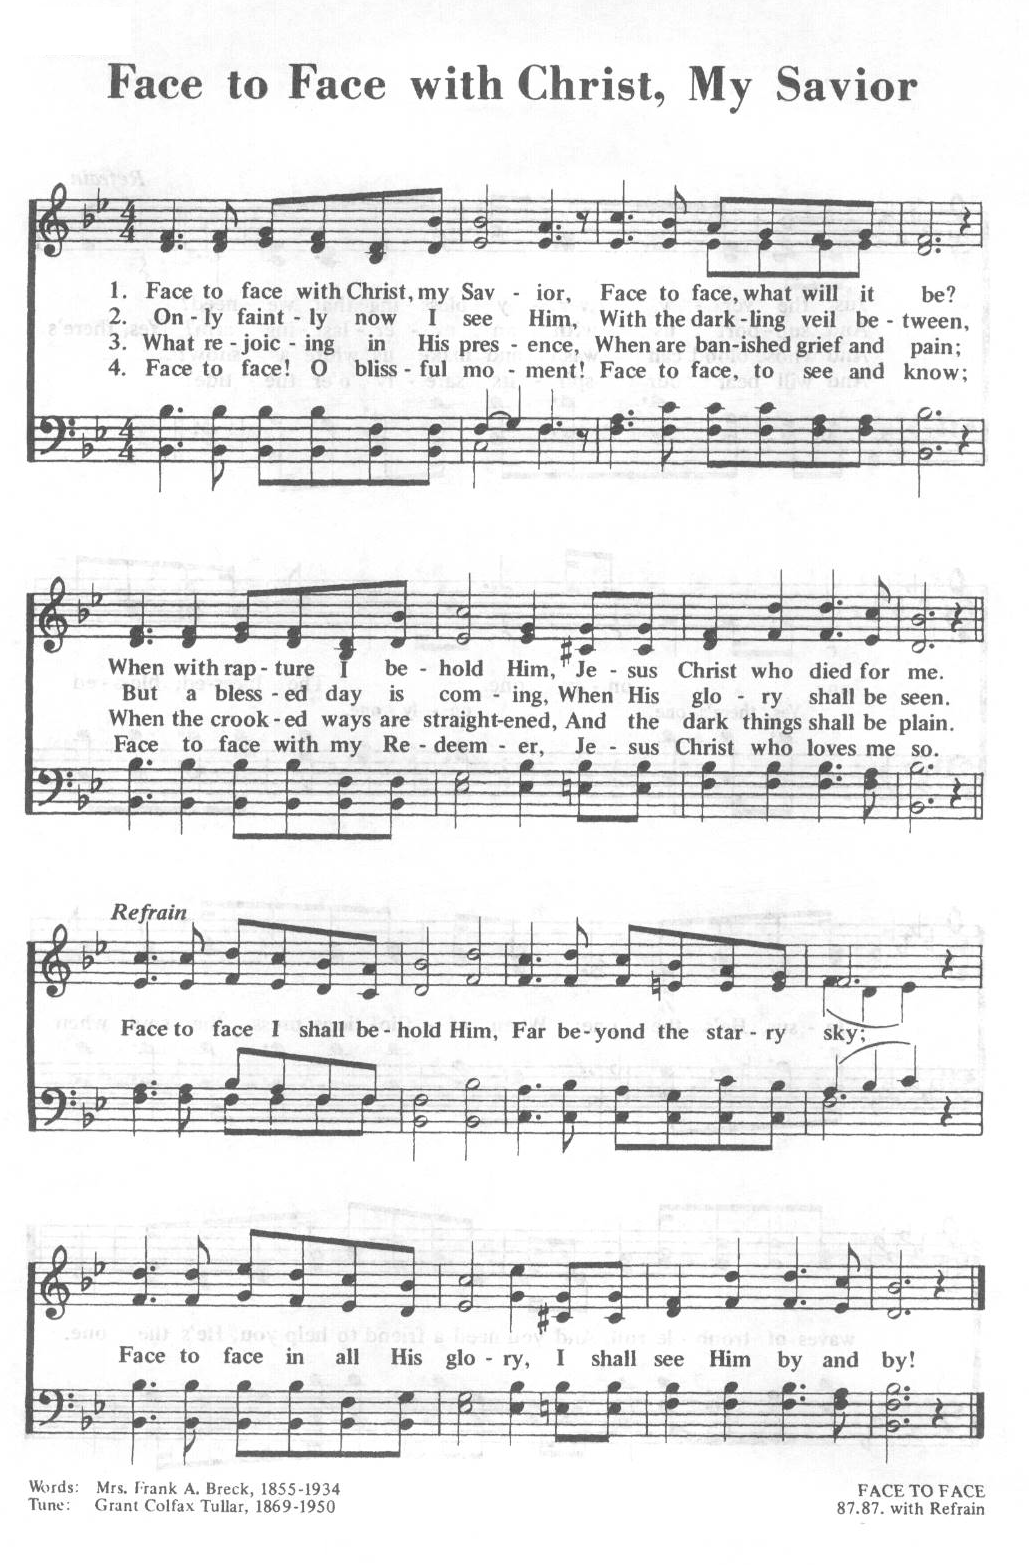 Face to Face with Christ, My Savior
1. Face to face with Christ, my Sav - ior, Face to face, what will it be?
2. On - ly faint - ly now I see Him, With the dark - ling veil be - tween,
3. What re - joic - ing in His pres - ence, When are ban - ished grief and pain;
4. Face to face! O bliss - ful mo - ment! Face to face, to see and know;
When with rap - ture I be - hold Him, Je - sus Christ who died for me.
But a bless - ed day is com - ing, When His glo - ry shall be seen.
When the crook - ed ways are straight - ened, And the dark things shall be plain.
Face to face with my Re - deem - er, Je - sus Christ who loves me so.
Refrain
Face to face I shall be - hold Him, Far be - yond the star - ry sky;
Face to face in all His glo - ry, I shall see Him by and by!
Words: Mrs. Frank A. Breck, 1855-1934
Tune: Grant Colfax Tullar, 1869-1950
FACE TO FACE
87.87. with Refrain